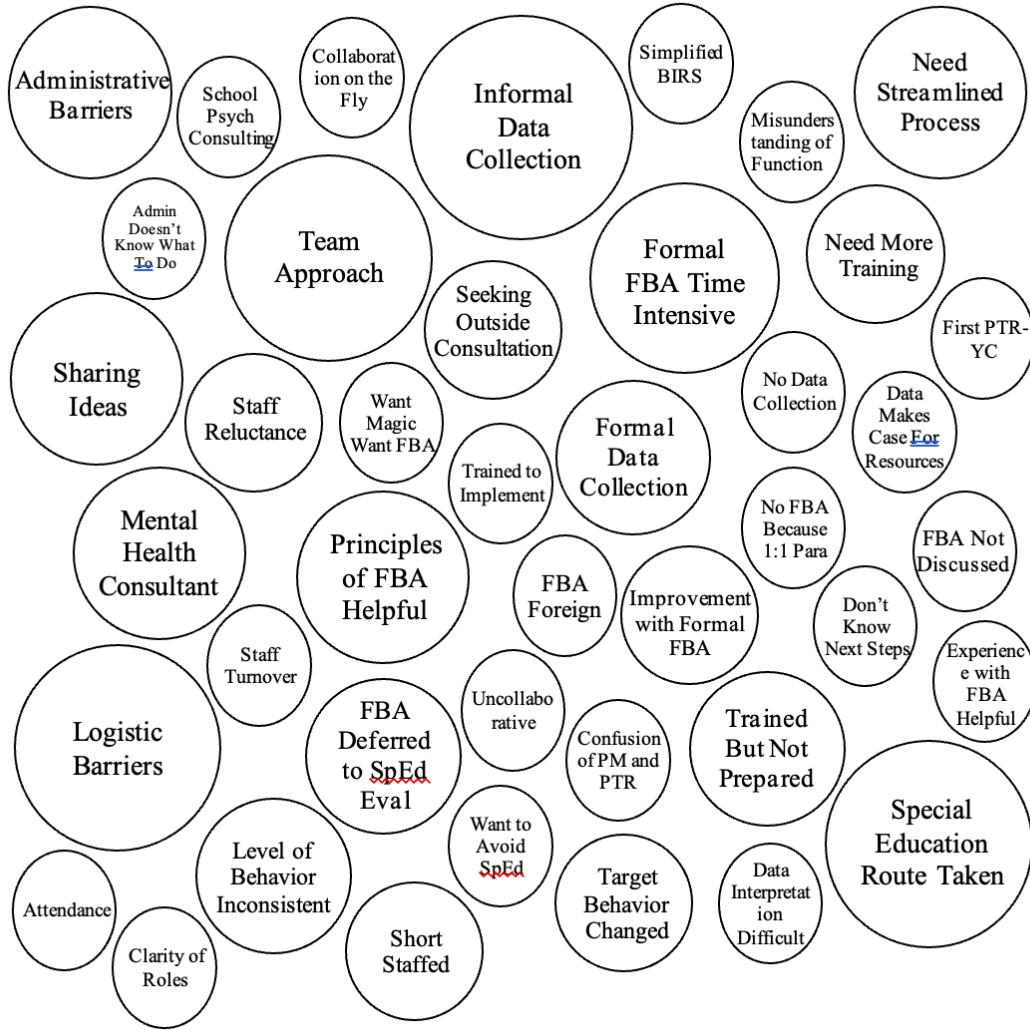 Administrative
Barriers
School
Psych
Consulting
Collaborat
ion on the
Fly
Informal
Data
Collection
Simplified
BIRS
Misunders
tanding of
Function
Need
Streamlined
Process
Admin
Doesn't
Know What
To Do
Team
Approach
Seeking
Outside
Consultation
Formal
FBA Time
Intensive
Need More
Training
First PTR-
YC
Sharing
Ideas
Staff
Reluctance
Want
Magic
Want FBA
Trained to
Implement
Formal
Data
Collection
No Data
Collection
Data
Makes
Case For
Resources
Mental
Health
Consultant
Principles
of FBA
Helpful
FBA
Foreign
Improvement
with Formal
FBA
No FBA
Because
1:1 Para
Don't
Know
Next Steps
FBA Not
Discussed
Staff
Turnover
Experienc
e with
FBA
Helpful
Logistic
Barriers
FBA
Deferred
to SpEd
Eval
Uncollabo
rative
Confusion
of PM and
PTR
Trained
But Not
Prepared
Special
Education
Route Taken
Level of
Behavior
Inconsistent
Want to
Avoid
SpEd
Target
Behavior
Changed
Data
Interpretat
ion
Difficult
Attendance
Clarity of
Roles
Short
Staffed